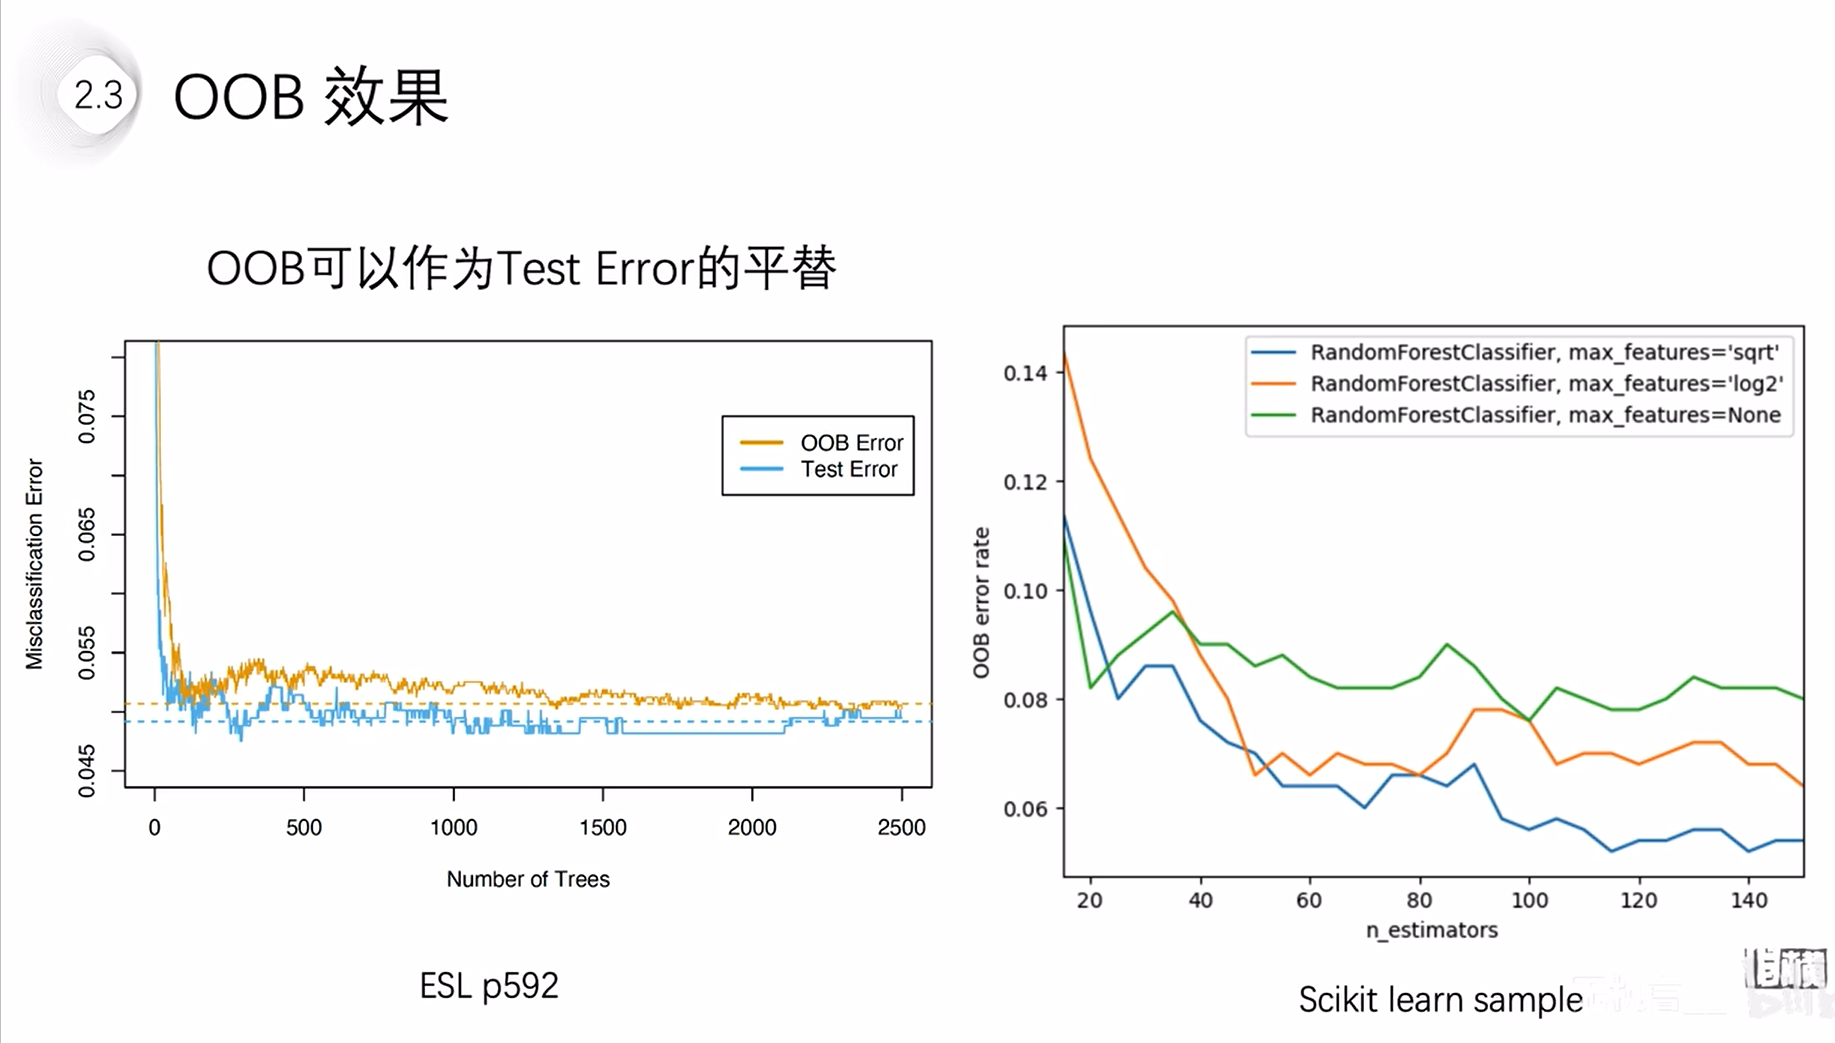 2.3
OOB 效果
OOB可以作为Test Error的平替
Misclassification Error
0.075
0.065
0.055
0.045
OOB Error
Test Error
0 500 1000 1500 2000 2500
Number of Trees
ESL p592
OOB error rate
0.14
0.12
0.10
0.08
0.06
RandomForestClassifier, max_features='sqrt'
RandomForestClassifier, max_features='log2'
RandomForestClassifier, max_features=None
20 40 60 80 100 120 140
n_estimators
Scikit learn sample